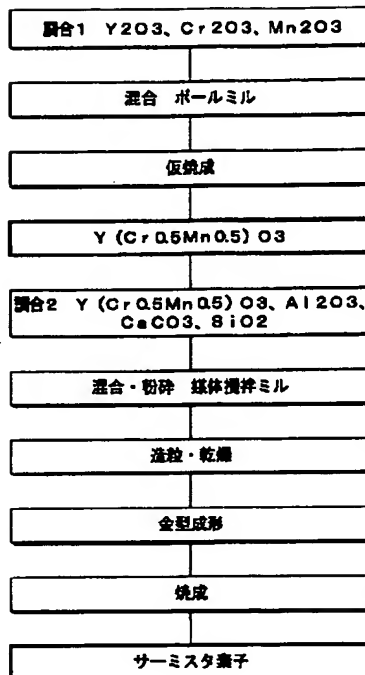 調合1 Y2O3、Cr2O3、Mn2O3
混合 ボールミル
仮焼成
Y(Cr0.5Mn0.5)O3
調合2 Y(Cr0.5Mn0.5)O3、Al2O3、
CaCO3、SiO2
混合・粉砕 媒体攪拌ミル
造粒・乾燥
金型成形
焼成
サーミスタ素子